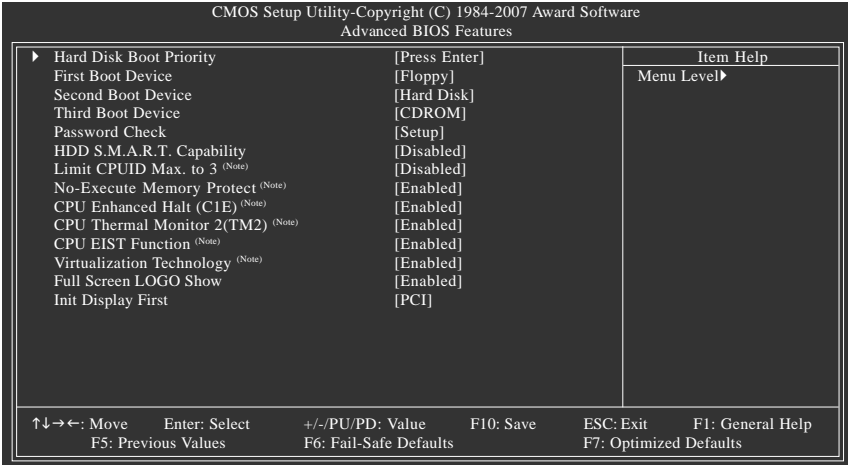 CMOS Setup Utility-Copyright (C) 1984-2007 Award Software
Advanced BIOS Features
Hard Disk Boot Priority [Press Enter]
First Boot Device [Floppy]
Second Boot Device [Hard Disk]
Third Boot Device [CDROM]
Password Check [Setup]
HDD S.M.A.R.T. Capability [Disabled]
Limit CPUID Max. to 3 (Note) [Disabled]
No-Execute Memory Protect (Note) [Enabled]
CPU Enhanced Halt (C1E) (Note) [Enabled]
CPU Thermal Monitor 2(TM2) (Note) [Enabled]
CPU EIST Function (Note) [Enabled]
Virtualization Technology (Note) [Enabled]
Full Screen LOGO Show [Enabled]
Init Display First [PCI]
Item Help
Menu Level▶
↑↓→←: Move Enter: Select +/-/PU/PD: Value F10: Save ESC: Exit F1: General Help
F5: Previous Values F6: Fail-Safe Defaults F7: Optimized Defaults